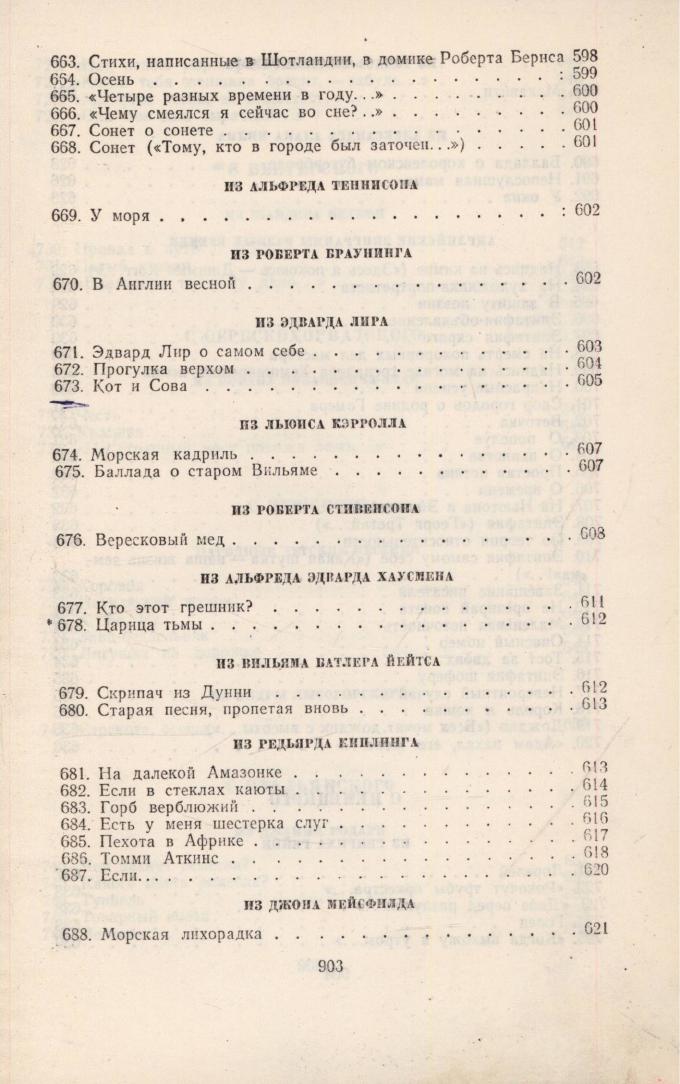 663. Стихи, написанные в Шотландии, в домике Роберта Бернса 598
664. Осень . . . . . . . . . . . . . . . . . . : 599
665. «Четыре разных времени в году. . .» . . . . . . . . . 600
666. «Чему смеялся я сейчас во сне? . .» . . . . . . . . . 600
667. Сонет о сонете . . . . . . . . . . . . . . . 601
668. Сонет («Тому, кто в городе был заточен. . .») . . . . . 601
ИЗ АЛЬФРЕДА ТЕННИСОНА
669. У моря . . . . . . . . . . . . . . . . . . : 602
ИЗ РОБЕРТА БРАУНИНГА
670. В Англии весной . . . . . . . . . . . . . . . 602
ИЗ ЭДВАРДА ЛИРА
671. Эдвард Лир о самом себе . . . . . . . . . . . . 603
672. Прогулка верхом . . . . . . . . . . . . . . . 604
673. Кот и Сова . . . . . . . . . . . . . . . . . 605
ИЗ ЛЬЮИСА КЭРРОЛЛА
674. Морская кадриль . . . . . . . . . . . . . . . 607
675. Баллада о старом Вильяме . . . . . . . . . . . 607
ИЗ РОБЕРТА СТИВЕНСОНА
676. Вересковый мед . . . . . . . . . . . . . . . . 608
ИЗ АЛЬФРЕДА ЭДВАРДА ХАУСМЕНА
677. Кто этот грешник? . . . . . . . . . . . . . . 611
* 678. Царица тьмы . . . . . . . . . . . . . . . . . 612
ИЗ ВИЛЬЯМА БАТЛЕРА ЙЕЙТСА
679. Скрипач из Дунни . . . . . . . . . . . . . . 612
680. Старая песня, пропетая вновь . . . . . . . . . . 613
ИЗ РЕДЬЯРДА КИПЛИНГА
681. На далекой Амазонке . . . . . . . . . . . . . 613
682. Если в стеклах каюты . . . . . . . . . . . . . 614
683. Горб верблюжий . . . . . . . . . . . . . . . 615
684. Есть у меня шестерка слуг . . . . . . . . . . . 616
685. Пехота в Африке . . . . . . . . . . . . . . . 617
686. Томми Аткинс . . . . . . . . . . . . . . . . 618
687. Если. . . . . . . . . . . . . . . . . . . . . 620
ИЗ ДЖОНА МЕЙСФИЛДА
688. Морская лихорадка . . . . . . . . . . . . . . 621
903